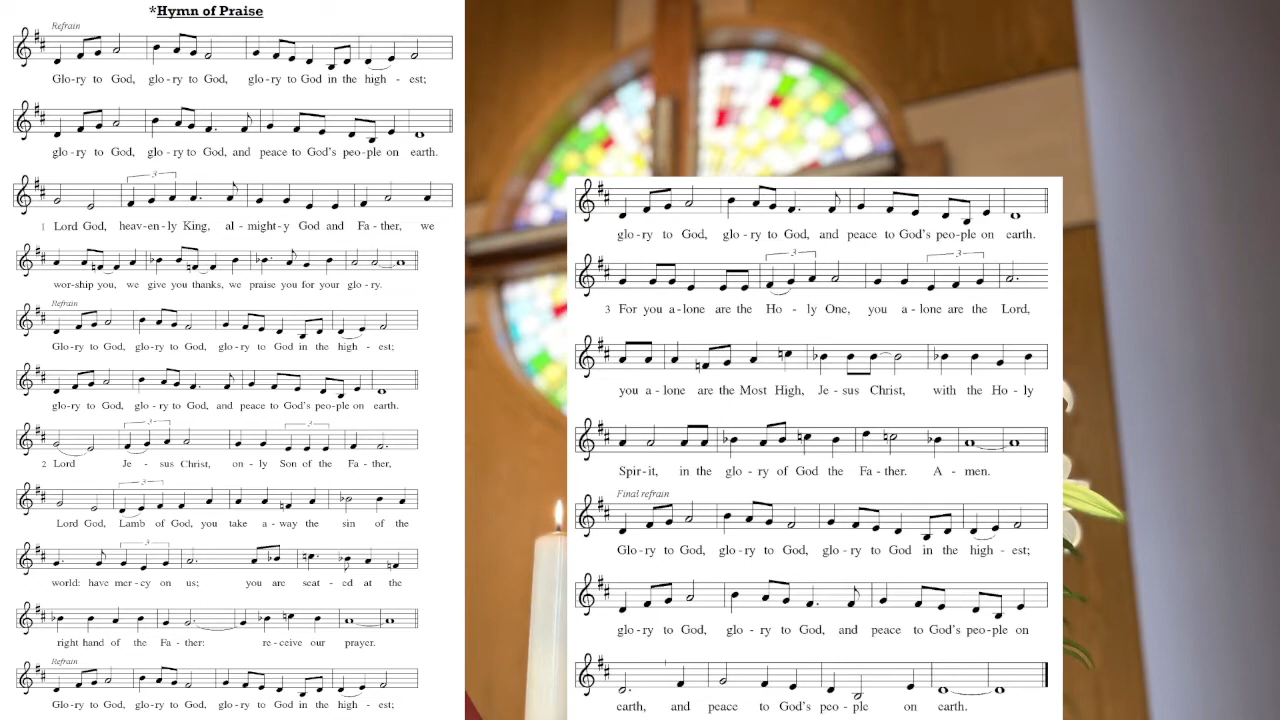 *Hymn of Praise
Refrain
Glo - ry to God, glo - ry to God, glo - ry to God in the high - est;
glo - ry to God, glo - ry to God, and peace to God's peo - ple on earth.
1 Lord God, heav - en - ly King, al - might - y God and Fa - ther, we
3
wor - ship you, we give you thanks, we praise you for your glo - ry.
Refrain
Glo - ry to God, glo - ry to God, glo - ry to God in the high - est;
glo - ry to God, glo - ry to God, and peace to God's peo - ple on earth.
3 3
2 Lord Je - sus Christ, on - ly Son of the Fa - ther,
3
Lord God, Lamb of God, you take a - way the sin of the
3
world: have mer - cy on us; you are seat - ed at the
right hand of the Fa - ther: re - ceive our prayer.
Refrain
Glo - ry to God, glo - ry to God, glo - ry to God in the high - est;
glo - ry to God, glo - ry to God, and peace to God's peo - ple on earth.
3 3
3 For you a - lone are the Ho - ly One, you a - lone are the Lord,
you a - lone are the Most High, Je - sus Christ, with the Ho - ly
Spir - it, in the glo - ry of God the Fa - ther. A - men.
Final refrain
Glo - ry to God, glo - ry to God, glo - ry to God in the high - est;
glo - ry to God, glo - ry to God, and peace to God's peo - ple on
earth, and peace to God's peo - ple on earth.